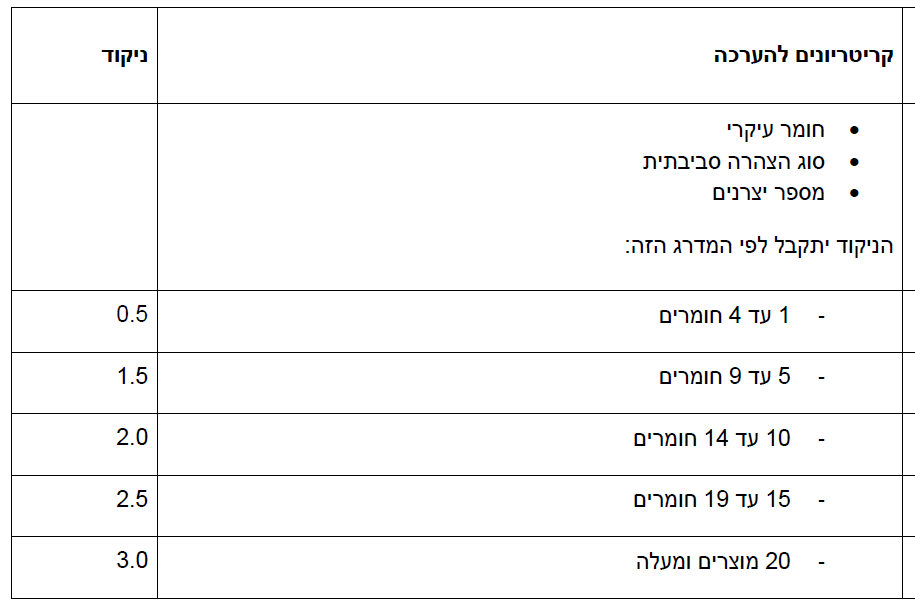 קריטריונים להערכה ניקוד
• חומר עיקרי
• סוג הצהרה סביבתית
• מספר יצרנים
הניקוד יתקבל לפי המדרג הזה:
- 1 עד 4 חומרים 0.5
- 5 עד 9 חומרים 1.5
- 10 עד 14 חומרים 2.0
- 15 עד 19 חומרים 2.5
- 20 מוצרים ומעלה 3.0